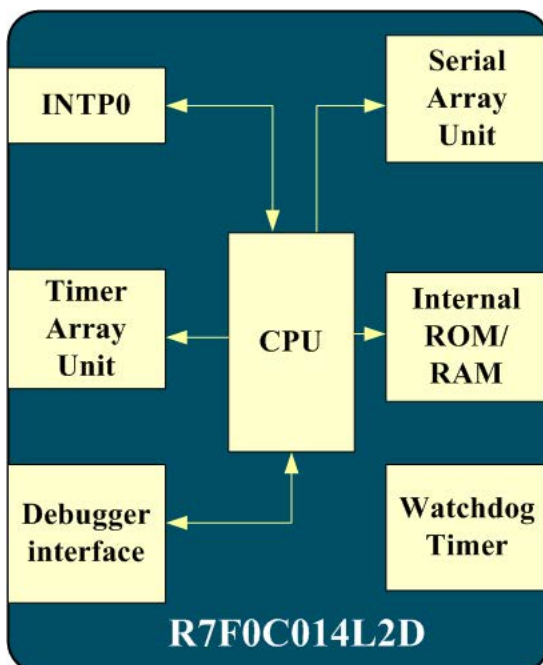 INTP0
Serial
Array
Unit
Timer
Array
Unit
CPU
Internal
ROM/
RAM
Debugger
interface
Watchdog
Timer
R7F0C014L2D